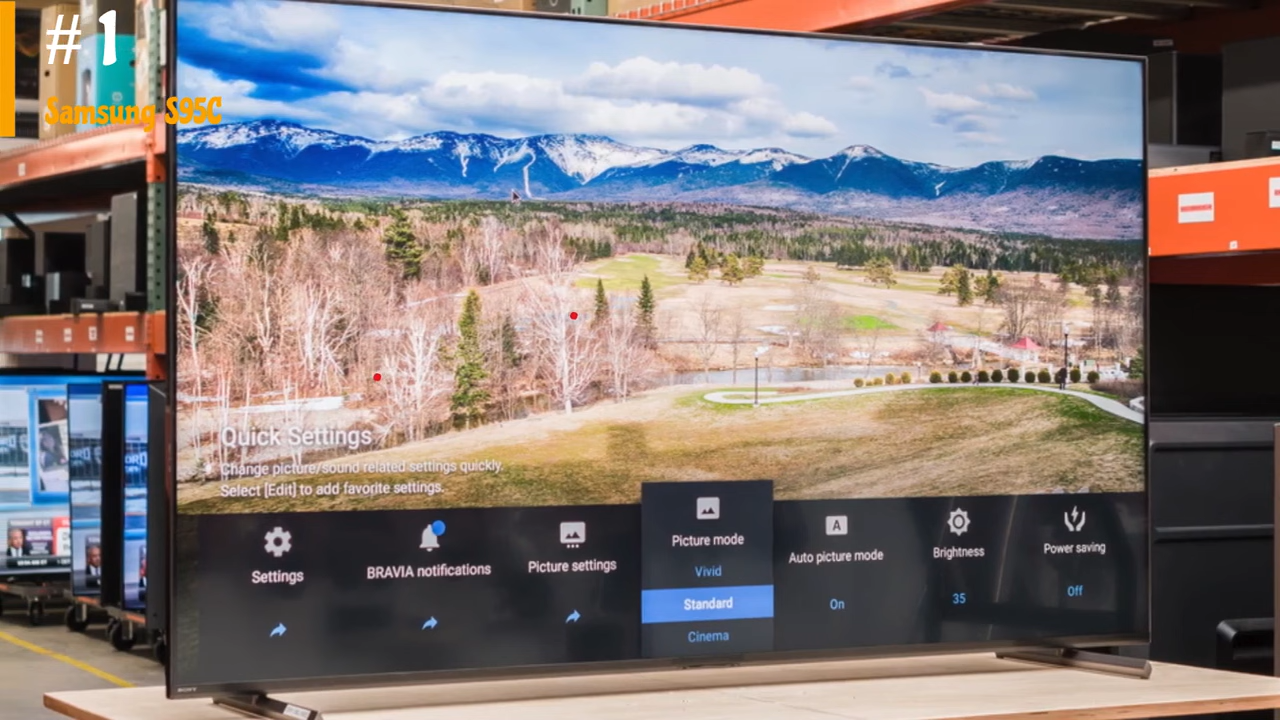 # 1
Samsung S95C
Quick Settings
Change picture/sound related settings quickly.
Select [Edit] to add favorite settings.
Settings
BRAVIA notifications
Picture settings
Picture mode
Vivid
Standard
Cinema
A
Auto picture mode
On
Brightness
35
Power saving
Off
SONY